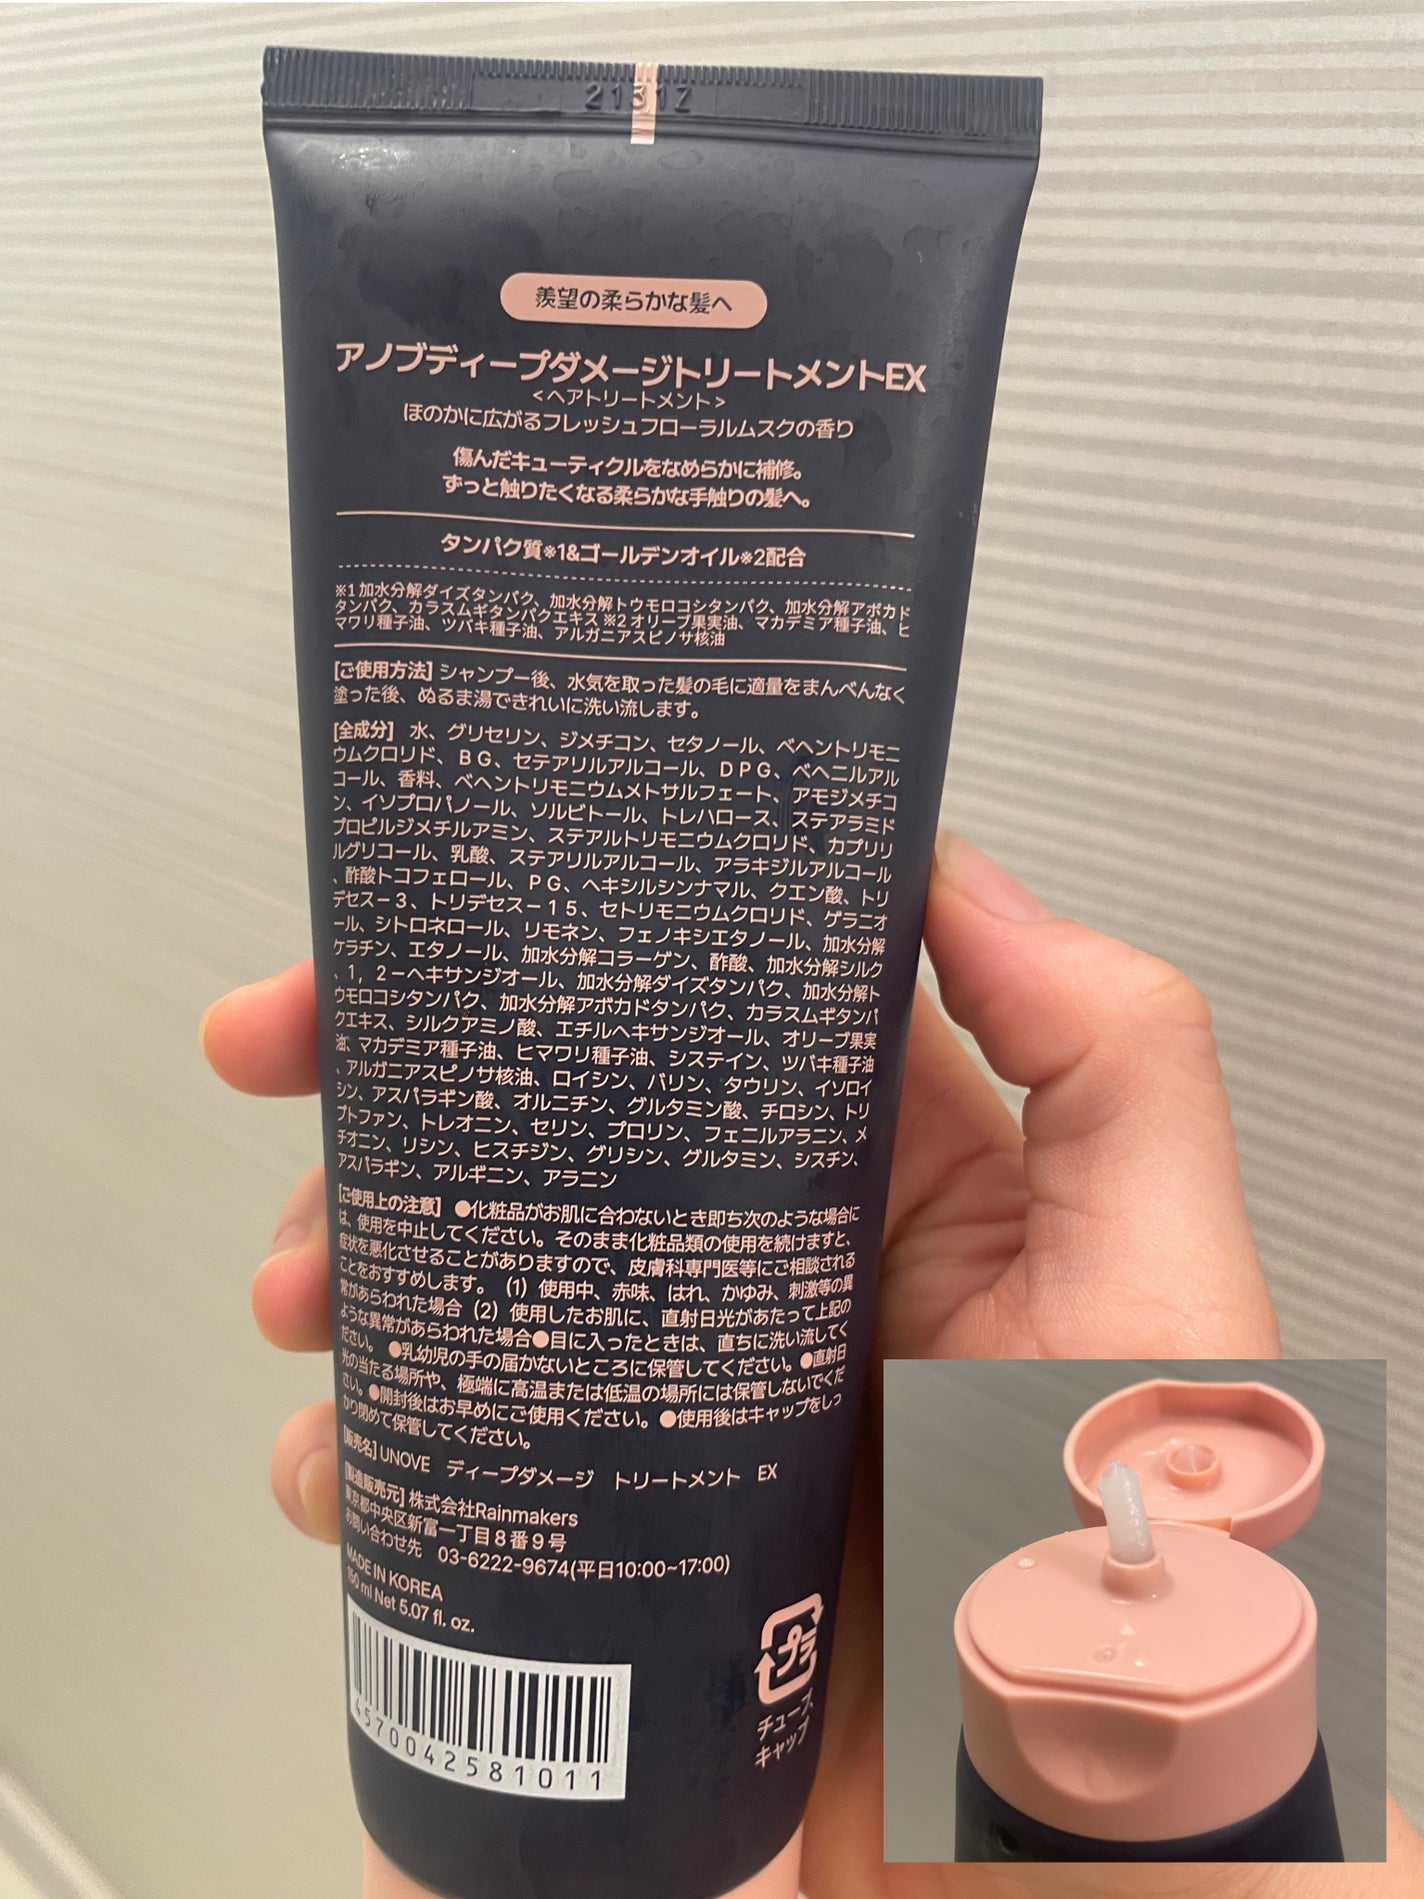 2131Z
羨望の柔らかな髪へ
アノブディープダメージトリートメントEX
<ヘアトリートメント>
ほのかに広がるフレッシュフローラルムスクの香り
傷んだキューティクルをなめらかに補修。
ずっと触りたくなる柔らかな手触りの髪へ。
タンパク質※1&ゴールデンオイル※2配合
※1 加水分解ダイズタンパク、加水分解トウモロコシタンパク、加水分解アボカド
タンパク、カラスムギタンパクエキス ※2 オリーブ果実油、マカデミア種子油、ヒ
マワリ種子油、ツバキ種子油、アルガニアスピノサ核油
[ご使用方法] シャンプー後、水気を取った髪の毛に適量をまんべんなく
塗った後、ぬるま湯できれいに洗い流します。
[全成分] 水、グリセリン、ジメチコン、セタノール、ベヘントリモニ
ウムクロリド、BG、セテアリルアルコール、DPG、ベヘニルアル
コール、香料、ベヘントリモニウムメトサルフェート、アモジメチコ
ン、イソプロパノール、ソルビトール、トレハロース、ステアラミド
プロピルジメチルアミン、ステアルトリモニウムクロリド、カプリリ
ルグリコール、乳酸、ステアリルアルコール、アラキジルアルコール
、酢酸トコフェロール、PG、ヘキシルシンナマル、クエン酸、トリ
デセス－3、トリデセス－15、セトリモニウムクロリド、ゲラニオ
ール、シトロネロール、リモネン、フェノキシエタノール、加水分解
ケラチン、エタノール、加水分解コラーゲン、酢酸、加水分解シルク
、1，2－ヘキサンジオール、加水分解ダイズタンパク、加水分解ト
ウモロコシタンパク、加水分解アボカドタンパク、カラスムギタンパ
クエキス、シルクアミノ酸、エチルヘキサンジオール、オリーブ果実
油、マカデミア種子油、ヒマワリ種子油、システイン、ツバキ種子油
、アルガニアスピノサ核油、ロイシン、バリン、タウリン、イソロイ
シン、アスパラギン酸、オルニチン、グルタミン酸、チロシン、トリ
プトファン、トレオニン、セリン、プロリン、フェニルアラニン、メ
チオニン、リシン、ヒスチジン、グリシン、グルタミン、シスチン、
アスパラギン、アルギニン、アラニン
[ご使用上の注意] ●化粧品がお肌に合わないとき即ち次のような場合に
は、使用を中止してください。そのまま化粧品類の使用を続けますと、
症状を悪化させることがありますので、皮膚科専門医等にご相談される
ことをおすすめします。 (1) 使用中、赤味、はれ、かゆみ、刺激等の異
常があらわれた場合 (2) 使用したお肌に、直射日光があたって上記の
ような異常があらわれた場合●目に入ったときは、直ちに洗い流してく
ださい。 ●乳幼児の手の届かないところに保管してください。●直射日
光の当たる場所や、極端に高温または低温の場所には保管しないでくだ
さい。●開封後はお早めにご使用ください。●使用後はキャップをしっ
かり閉めて保管してください。
[販売名] UNOVE ディープダメージ トリートメント EX
[製造販売元] 株式会社Rainmakers
東京都中央区新富一丁目8番9号
お問い合わせ先 03-6222-9674(平日10:00~17:00)
MADE IN KOREA
150 ml Net 5.07 fl. oz.
4570042581011
プラ
チューブ
キャップ